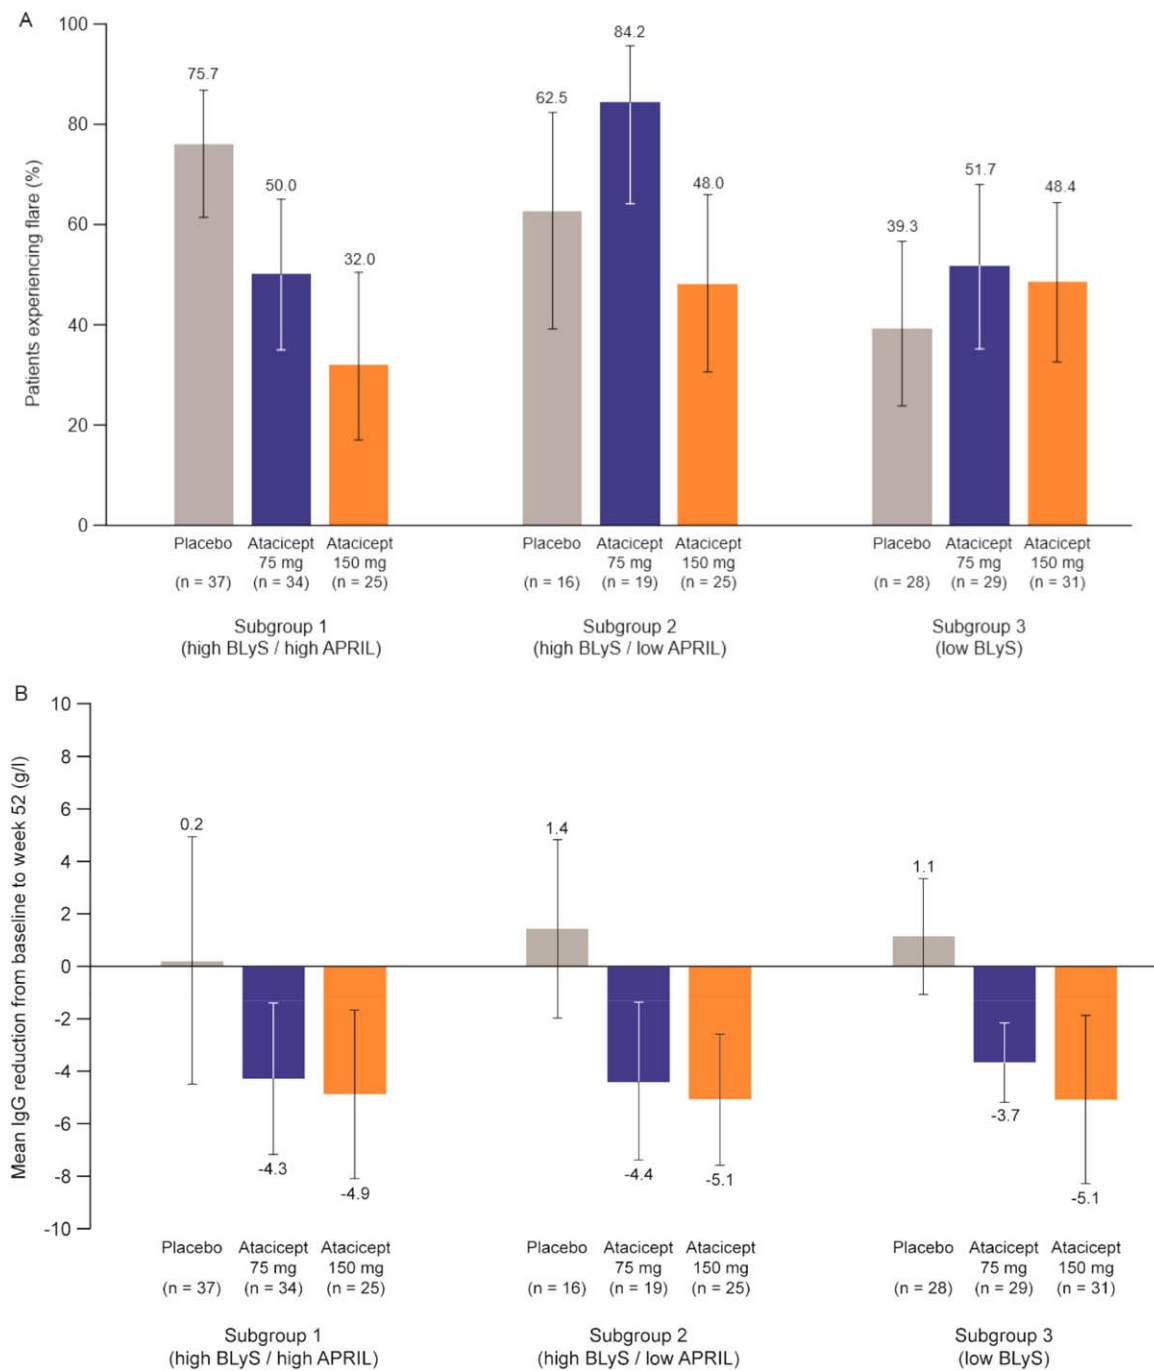 A
Patients experiencing flare (%)
100
80
60
40
20
0
75.7
50.0
32.0
62.5
84.2
48.0
39.3
51.7
48.4
Placebo
(n = 37)
Atacicept
75 mg
(n = 34)
Atacicept
150 mg
(n = 25)
Placebo
(n = 16)
Atacicept
75 mg
(n = 19)
Atacicept
150 mg
(n = 25)
Placebo
(n = 28)
Atacicept
75 mg
(n = 29)
Atacicept
150 mg
(n = 31)
Subgroup 1
(high BLyS / high APRIL)
Subgroup 2
(high BLyS / low APRIL)
Subgroup 3
(low BLyS)
B
Mean IgG reduction from baseline to week 52 (g/l)
10
8
6
4
2
0
-2
-4
-6
-8
-10
0.2
-4.3
-4.9
1.4
-4.4
-5.1
1.1
-3.7
-5.1
Placebo
(n = 37)
Atacicept
75 mg
(n = 34)
Atacicept
150 mg
(n = 25)
Placebo
(n = 16)
Atacicept
75 mg
(n = 19)
Atacicept
150 mg
(n = 25)
Placebo
(n = 28)
Atacicept
75 mg
(n = 29)
Atacicept
150 mg
(n = 31)
Subgroup 1
(high BLyS / high APRIL)
Subgroup 2
(high BLyS / low APRIL)
Subgroup 3
(low BLyS)